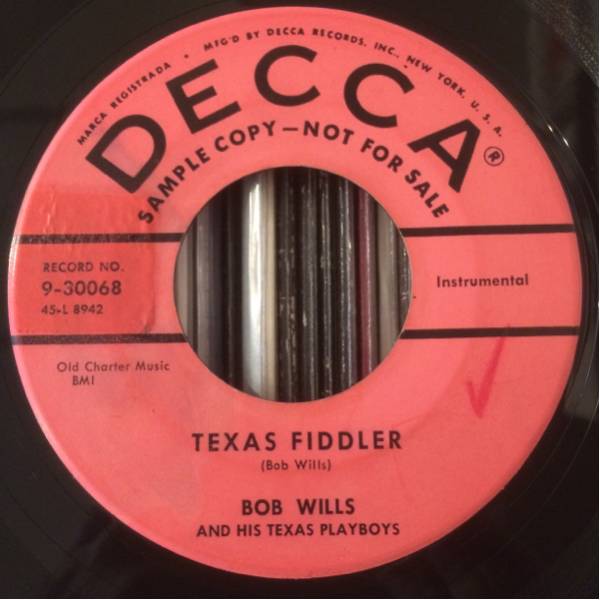 MARCA REGISTRADA • MFG'D BY DECCA RECORDS, INC., NEW YORK, U. S. A.
DECCA®
SAMPLE COPY—NOT FOR SALE
RECORD NO.
9-30068
45-L 8942
Instrumental
Old Charter Music
BMI
TEXAS FIDDLER
(Bob Wills)
BOB WILLS
AND HIS TEXAS PLAYBOYS